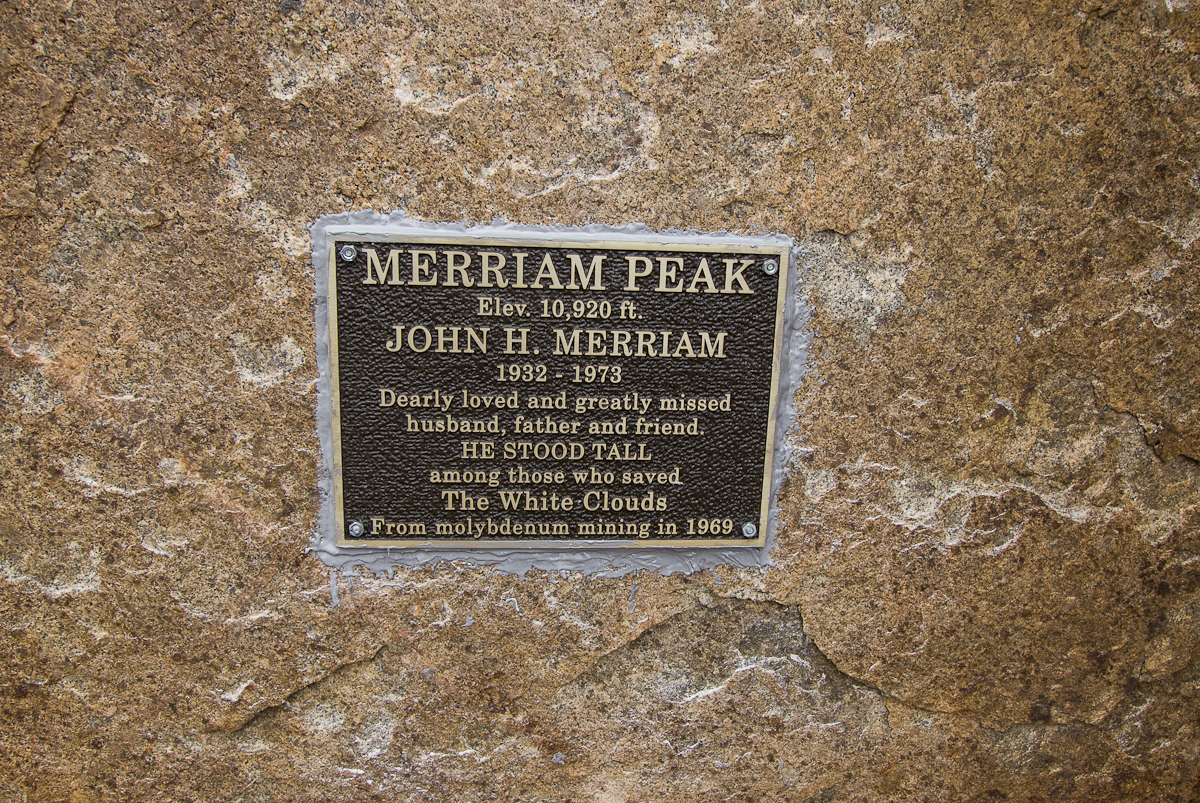 MERRIAM PEAK
Elev. 10,920 ft.
JOHN H. MERRIAM
1932 - 1973
Dearly loved and greatly missed
husband, father and friend.
HE STOOD TALL
among those who saved
The White Clouds
From molybdenum mining in 1969